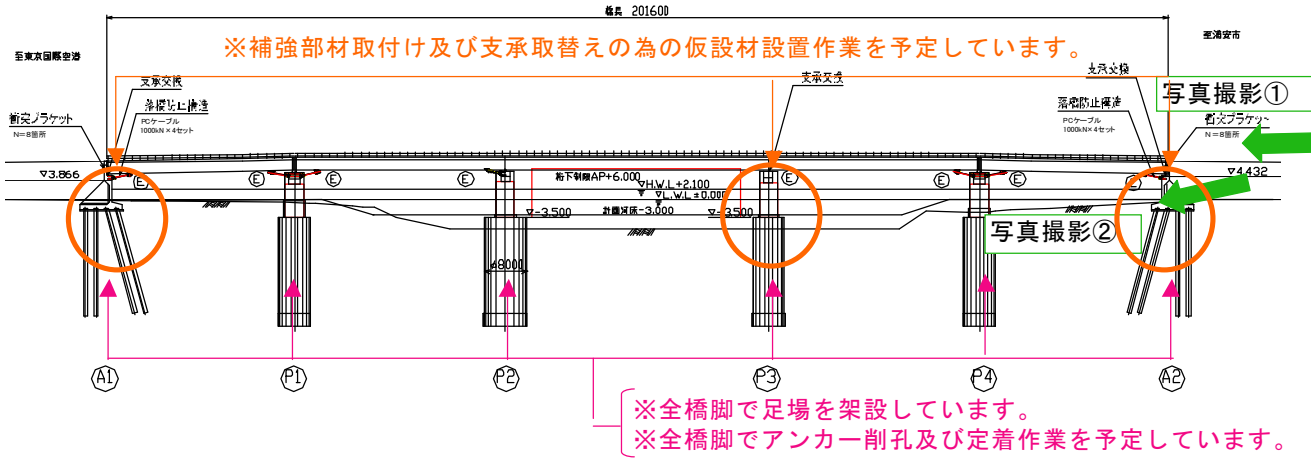 橋長 201600
至東京国際空港
至浦安市
※補強部材取付け及び支承取替えの為の仮設材設置作業を予定しています。
支承交換
支承交換
支承交換
落橋防止構造
PCケーブル
1000kN×4セット
落橋防止構造
PCケーブル
1000kN×4セット
写真撮影①
衝突ブラケット
N=8箇所
衝突ブラケット
N=8箇所
▽3.866
▽4.432
E
E
E
E
E
E
E
E
桁下制限AP+6.000
▽H.W.L+2.100
▽L.W.L±0.000
▽-3.500
計画河床-3.000
▽-3.500
写真撮影②
A1
P1
P2
P3
P4
A2
※全橋脚で足場を架設しています。
※全橋脚でアンカー削孔及び定着作業を予定しています。